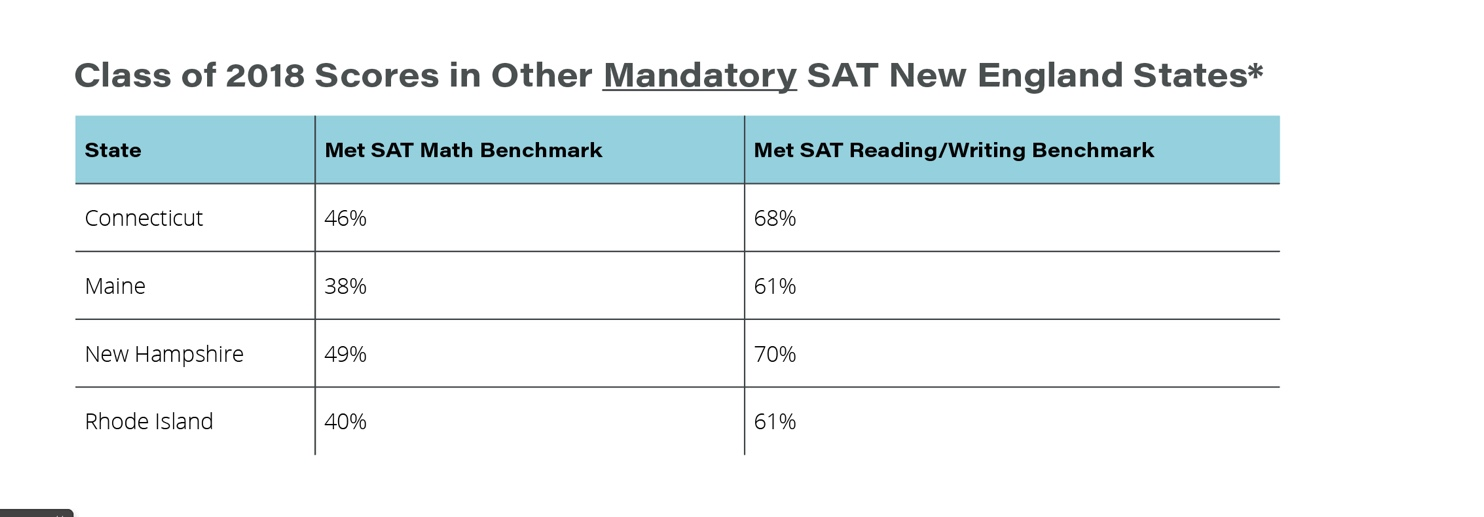 Class of 2018 Scores in Other Mandatory SAT New England States*
State Met SAT Math Benchmark Met SAT Reading/Writing Benchmark
Connecticut 46% 68%
Maine 38% 61%
New Hampshire 49% 70%
Rhode Island 40% 61%